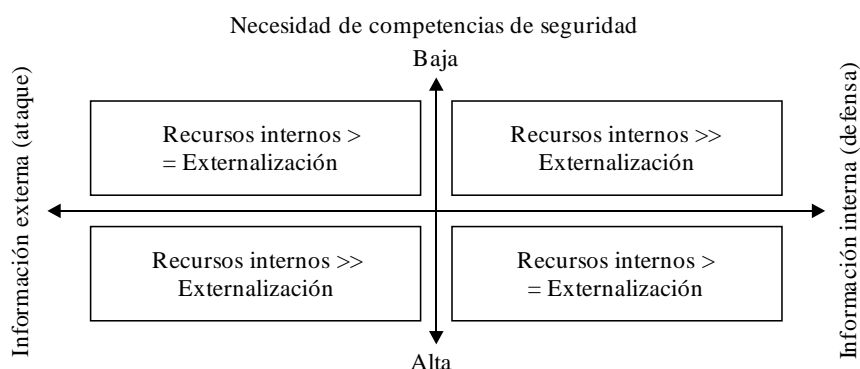 Necesidad de competencias de seguridad
Baja
Información externa (ataque)
Información interna (defensa)
Recursos internos >
= Externalización
Recursos internos >>
Externalización
Recursos internos >>
Externalización
Recursos internos >
= Externalización
Alta